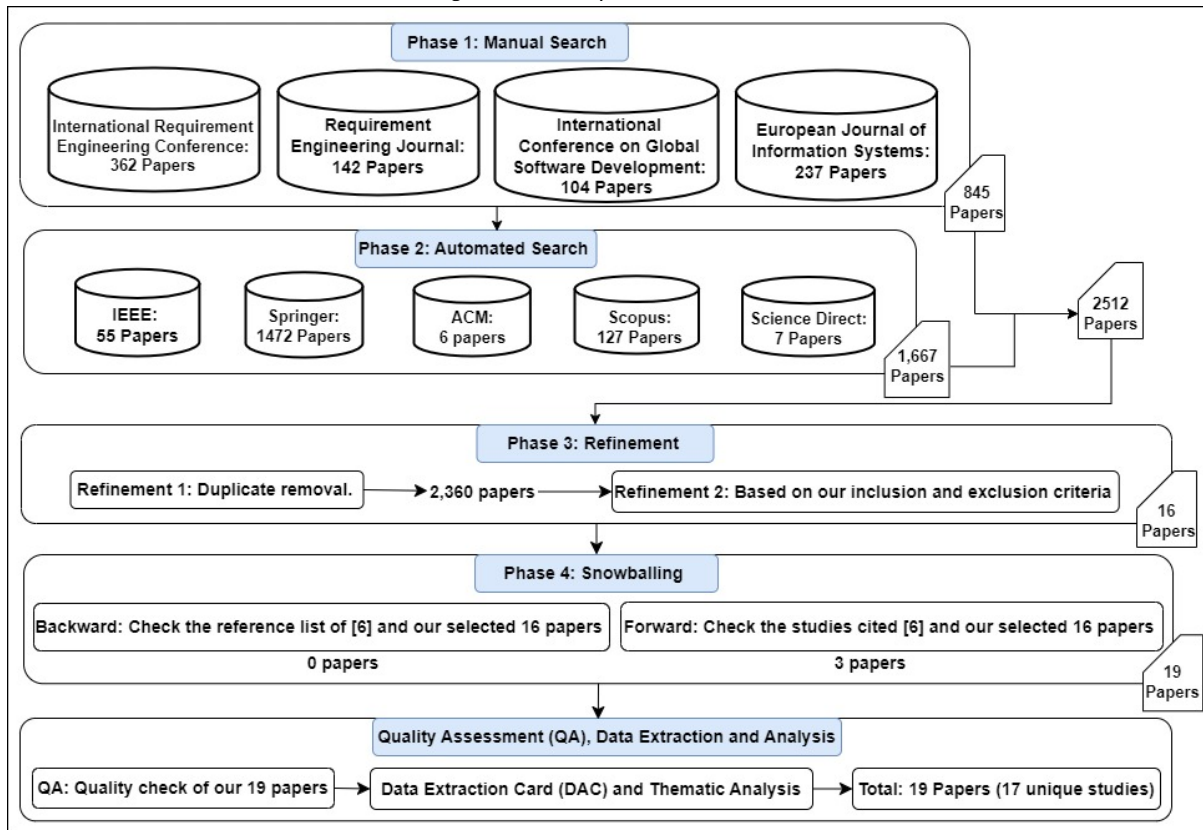 Phase 1: Manual Search
International Requirement
Engineering Conference:
362 Papers
Requirement
Engineering Journal:
142 Papers
International
Conference on Global
Software Development:
104 Papers
European Journal of
Information Systems:
237 Papers
845
Papers
Phase 2: Automated Search
IEEE:
55 Papers
Springer:
1472 Papers
ACM:
6 papers
Scopus:
127 Papers
Science Direct:
7 Papers
1,667
Papers
2512
Papers
Phase 3: Refinement
Refinement 1: Duplicate removal.
2,360 papers
Refinement 2: Based on our inclusion and exclusion criteria
16
Papers
Phase 4: Snowballing
Backward: Check the reference list of [6] and our selected 16 papers
0 papers
Forward: Check the studies cited [6] and our selected 16 papers
3 papers
19
Papers
Quality Assessment (QA), Data Extraction and Analysis
QA: Quality check of our 19 papers
Data Extraction Card (DAC) and Thematic Analysis
Total: 19 Papers (17 unique studies)